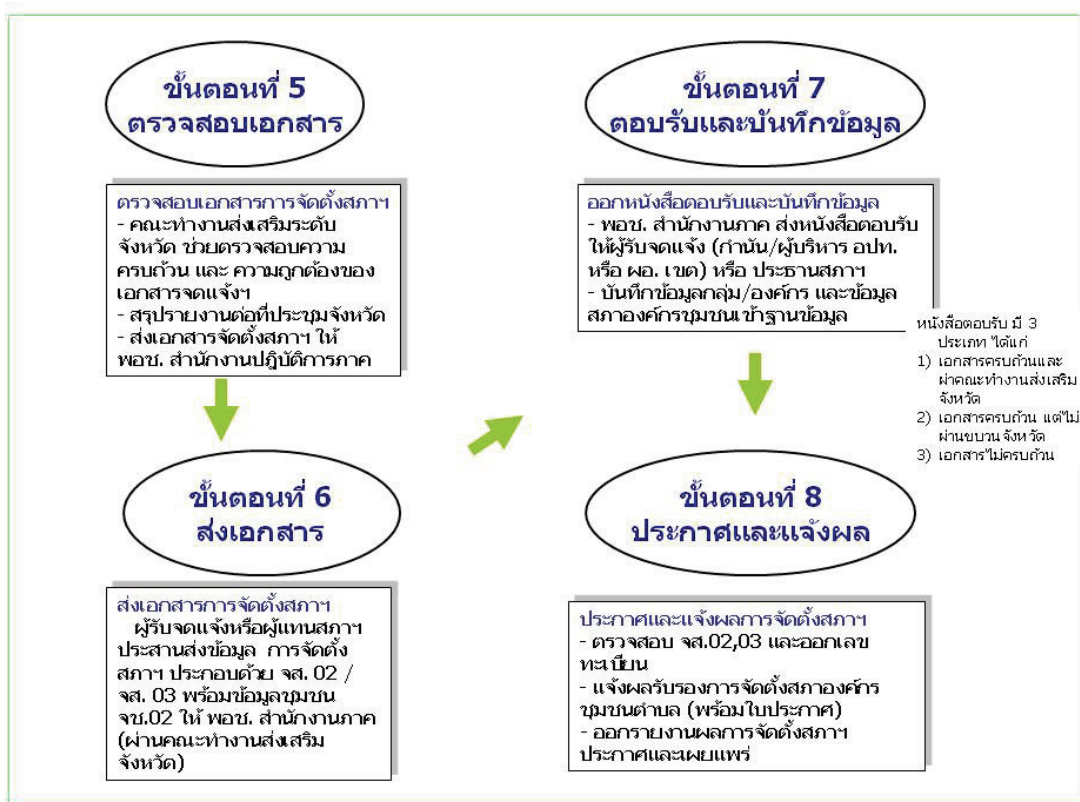 ขั้นตอนที่ 5
ตรวจสอบเอกสาร
ตรวจสอบเอกสารการจัดตั้งสภาฯ
- คณะทำงานส่งเสริมระดับ
จังหวัด ช่วยตรวจสอบความ
ครบถ้วน และ ความถูกต้องของ
เอกสารจดแจ้งฯ
- สรุปรายงานต่อที่ประชุมจังหวัด
- ส่งเอกสารจัดตั้งสภาฯ ให้
พอช. สำนักงานปฎิบัติการภาค
ขั้นตอนที่ 6
ส่งเอกสาร
ส่งเอกสารการจัดตั้งสภาฯ
ผู้รับจดแจ้งหรือผู้แทนสภาฯ
ประสานส่งข้อมูล การจัดตั้ง
สภาฯ ประกอบด้วย จส. 02 /
จส. 03 พร้อมข้อมูลชุมชน
จช.02 ให้ พอช. สำนักงานภาค
(ผ่านคณะทำงานส่งเสริม
จังหวัด)
ขั้นตอนที่ 7
ตอบรับและบันทึกข้อมูล
ออกหนังสือตอบรับและบันทึกข้อมูล
- พอช. สำนักงานภาค ส่งหนังสือตอบรับ
ให้ผู้รับจดแจ้ง (กำนัน/ผู้บริหาร อปท.
หรือ ผอ. เขต) หรือ ประธานสภาฯ
- บันทึกข้อมูลกลุ่ม/องค์กร และข้อมูล
สภาองค์กรชุมชนเข้าฐานข้อมูล
หนังสือตอบรับ มี 3
ประเภท ได้แก่
1) เอกสารครบถ้วนและ
ผ่าคณะทำงานส่งเสริม
จังหวัด
2) เอกสารครบถ้วน แต่ไม่
ผ่านขบวนจังหวัด
3) เอกสารไม่ครบถ้วน
ขั้นตอนที่ 8
ประกาศและแจ้งผล
ประกาศและแจ้งผลการจัดตั้งสภาฯ
- ตรวจสอบ จส.02,03 และออกเลข
ทะเบียน
- แจ้งผลรับรองการจัดตั้งสภาองค์กร
ชุมชนตำบล (พร้อมใบประกาศ)
- ออกรายงานผลการจัดตั้งสภาฯ
ประกาศและเผยแพร่